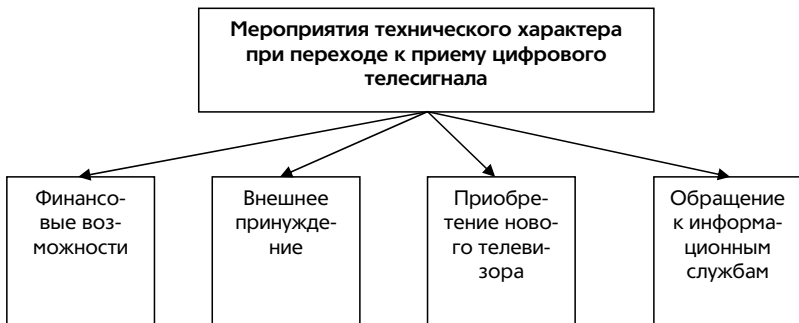 Мероприятия технического характера
при переходе к приему цифрового
телесигнала
Финансо-
вые воз-
можности
Внешнее
принужде-
ние
Приобре-
тение ново-
го телеви-
зора
Обращение
к информа-
ционным
службам